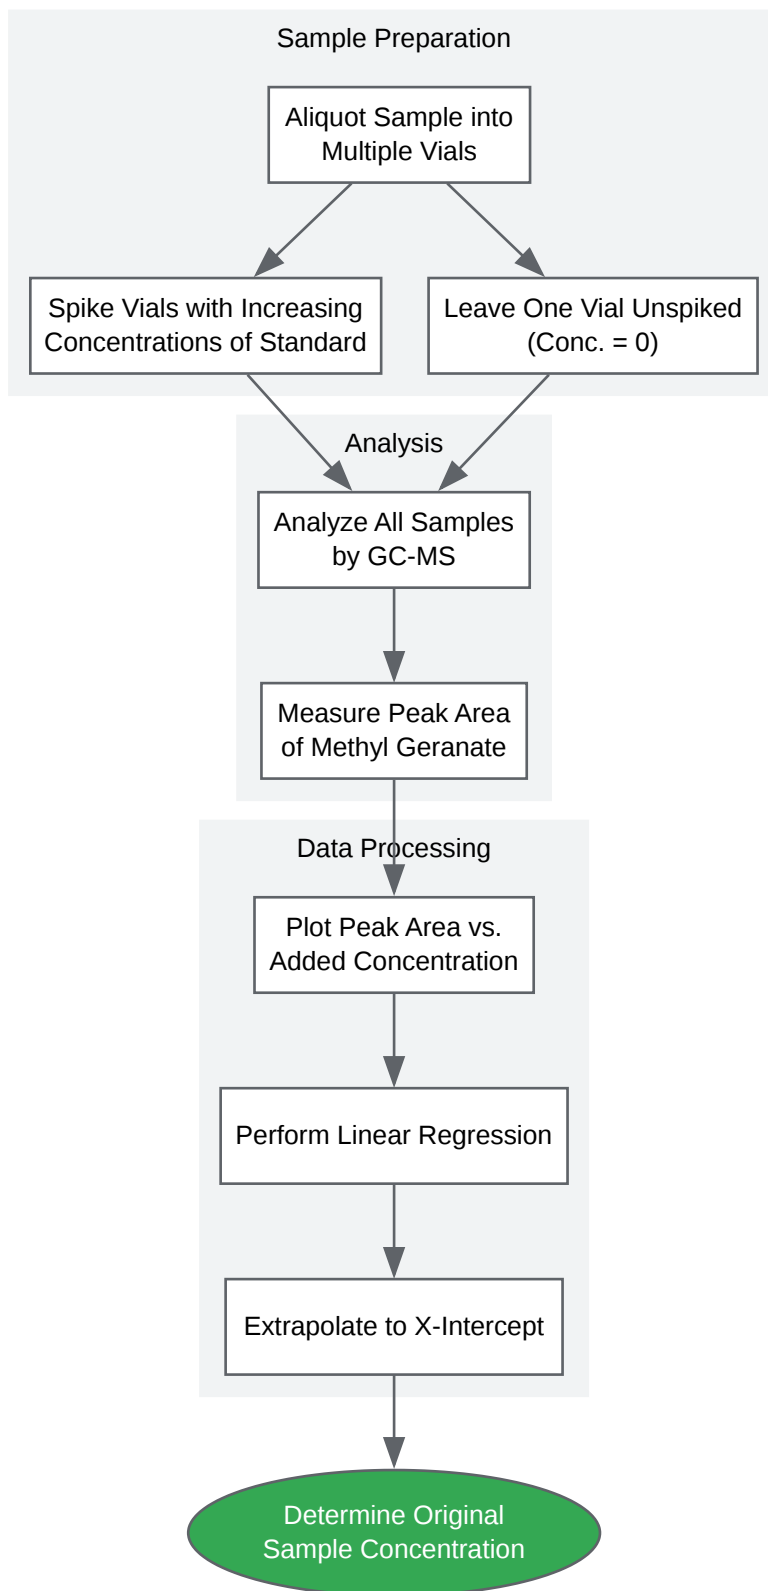 Sample Preparation
Aliquot Sample into
Multiple Vials
Spike Vials with Increasing
Concentrations of Standard
Leave One Vial Unspiked
(Conc. = 0)
Analysis
Analyze All Samples
by GC-MS
Measure Peak Area
of Methyl Geranate
Data Processing
Plot Peak Area vs.
Added Concentration
Perform Linear Regression
Extrapolate to X-Intercept
Determine Original
Sample Concentration